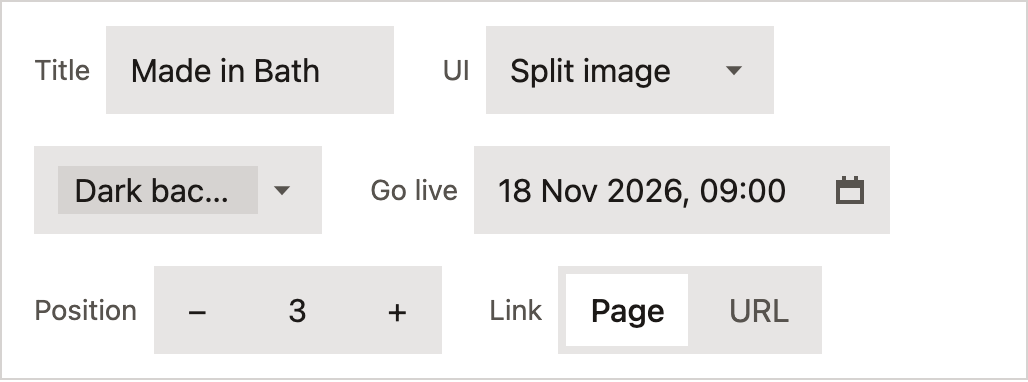 Title Made in Bath UI Split image
Dark bac... Go live 18 Nov 2026, 09:00
Position – 3 + Link Page URL